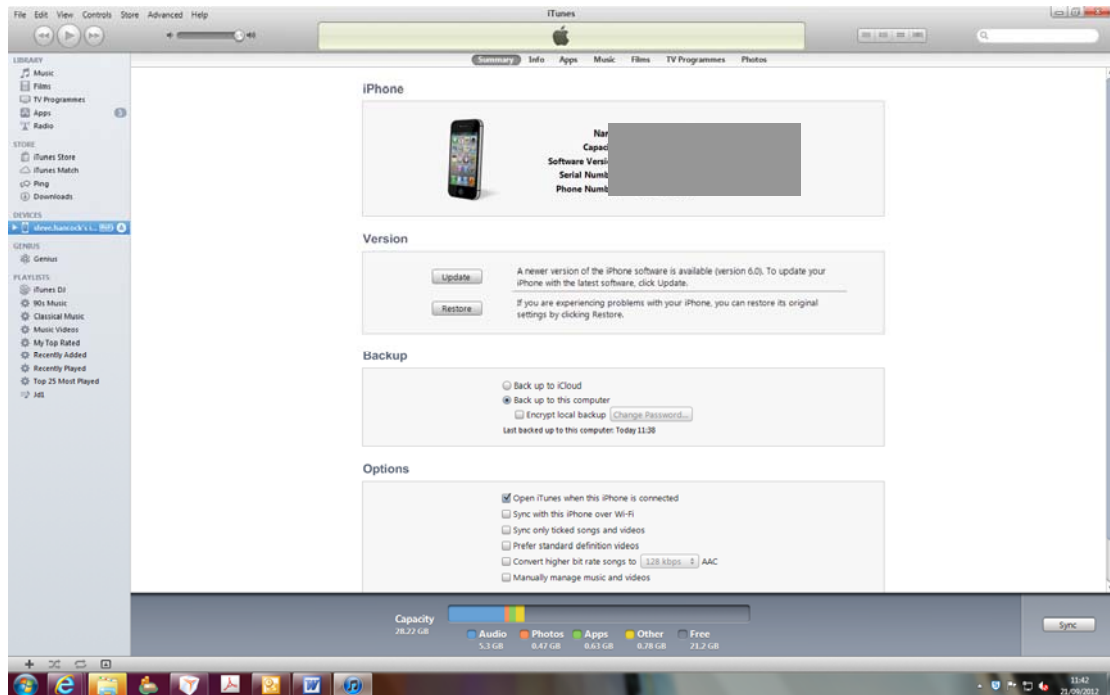 iTunes
File Edit View Controls Store Advanced Help
Summary Info Apps Music Films TV Programmes Photos
LIBRARY
Music
Films
TV Programmes
Apps
Radio
STORE
iTunes Store
iTunes Match
Ping
Downloads
DEVICES
steve.hancock's i...
GENIUS
Genius
PLAYLISTS
iTunes DJ
90s Music
Classical Music
Music Videos
My Top Rated
Recently Added
Recently Played
Top 25 Most Played
iPhone
Nar
Capaci
Software Versi
Serial Numb
Phone Numb
Version
Update
A newer version of the iPhone software is available (version 6.0). To update your
iPhone with the latest software, click Update.
Restore
If you are experiencing problems with your iPhone, you can restore its original
settings by clicking Restore.
Backup
Back up to iCloud
Back up to this computer
Encrypt local backup Change Password...
Last backed up to this computer: Today 11:38
Options
Open iTunes when this iPhone is connected
Sync with this iPhone over Wi-Fi
Sync only ticked songs and videos
Prefer standard definition videos
Convert higher bit rate songs to 128 kbps AAC
Manually manage music and videos
Capacity
28.22 GB
Audio
5.3 GB
Photos
0.47 GB
Apps
0.63 GB
Other
0.78 GB
Free
21.2 GB
Sync
11:42
21/09/2012